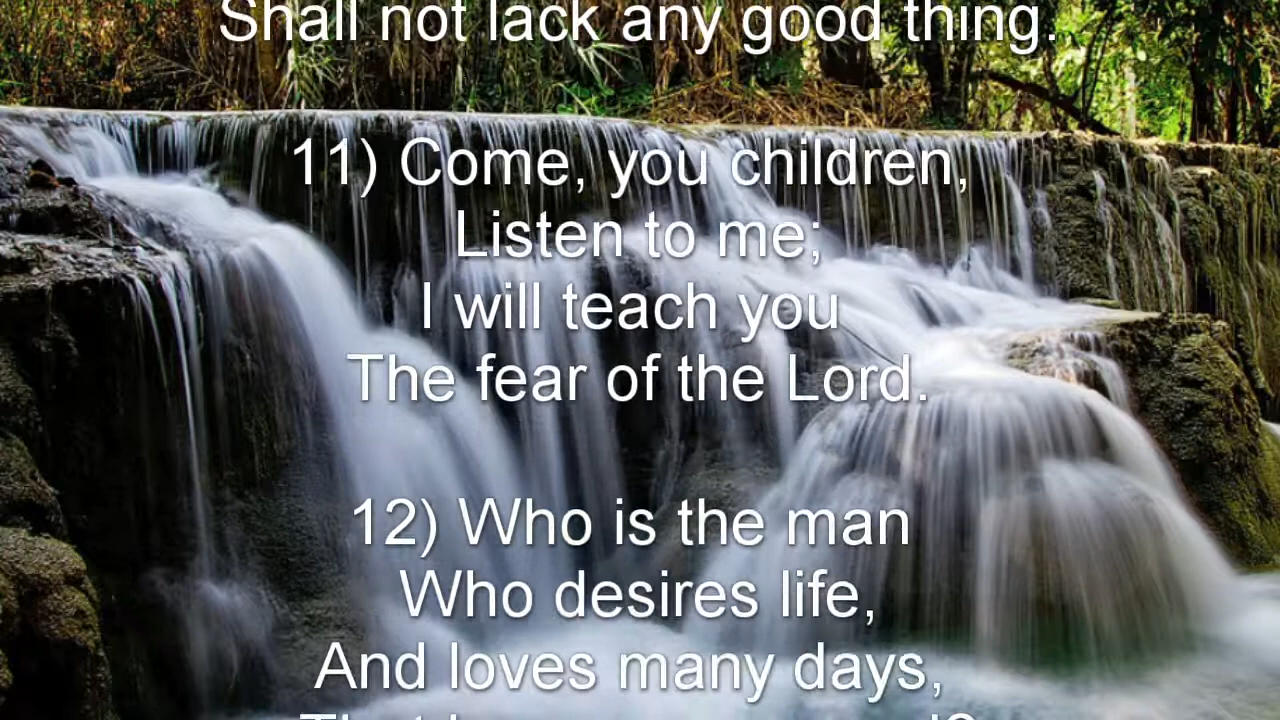 Shall not lack any good thing.
11) Come, you children,
Listen to me;
I will teach you
The fear of the Lord.
12) Who is the man
Who desires life,
And loves many days,
That